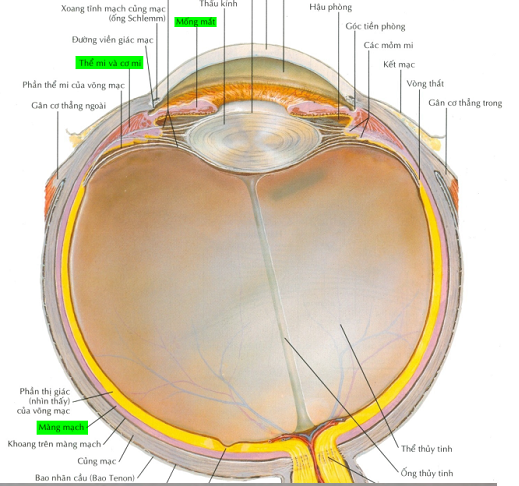 Thấu kính
Hậu phòng
Xoang tĩnh mạch củng mạc
(ống Schlemm)
Mống mắt
Góc tiền phòng
Đường viền giác mạc
Các mỏm mi
Thể mi và cơ mi
Kết mạc
Phần thể mi của võng mạc
Vòng thắt
Gân cơ thẳng ngoài
Gân cơ thẳng trong
Phần thị giác
(nhìn thấy)
của võng mạc
Màng mạch
Khoang trên màng mạch
Củng mạc
Bao nhãn cầu (Bao Tenon)
Thể thủy tinh
Ống thủy tinh